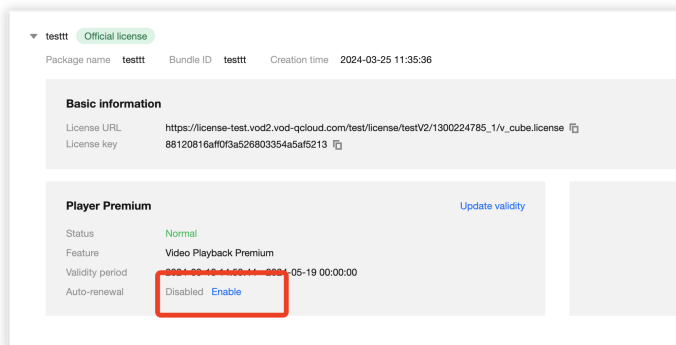 testtt Official license
Package name testtt Bundle ID testtt Creation time 2024-03-25 11:35:36
Basic information
License URL https://license-test.vod2.vod-qcloud.com/test/license/testV2/1300224785_1/v_cube.license
License key 88120816aff0f3a526803354a5af5213
Player Premium Update validity
Status Normal
Feature Video Playback Premium
Validity period 2024-05-19 00:00:00
Auto-renewal Disabled Enable